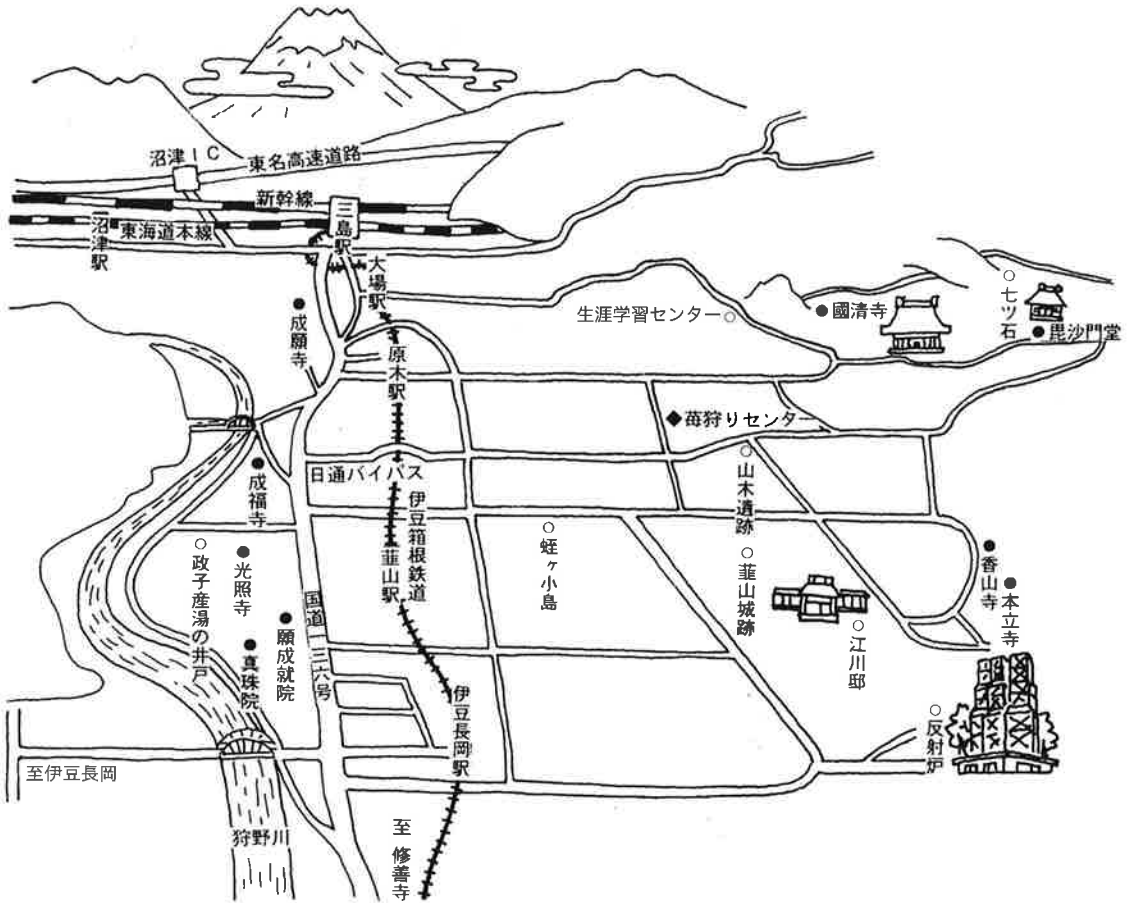 沼津IC
東名高速道路
新幹線
三島駅
東海道本線
沼津駅
大場駅
生涯学習センター○
●國清寺
○七ツ石
●毘沙門堂
●成願寺
原木駅
◆苺狩りセンター
日通バイパス
●成福寺
伊豆箱根鉄道
韮山駅
○蛭ヶ小島
○山木遺跡
○韮山城跡
○江川邸
●香山寺
●本立寺
○政子産湯の井戸
●光照寺
●願成就院
●真珠院
国道一三六号
伊豆長岡駅
○反射炉
至伊豆長岡
狩野川
至 修善寺